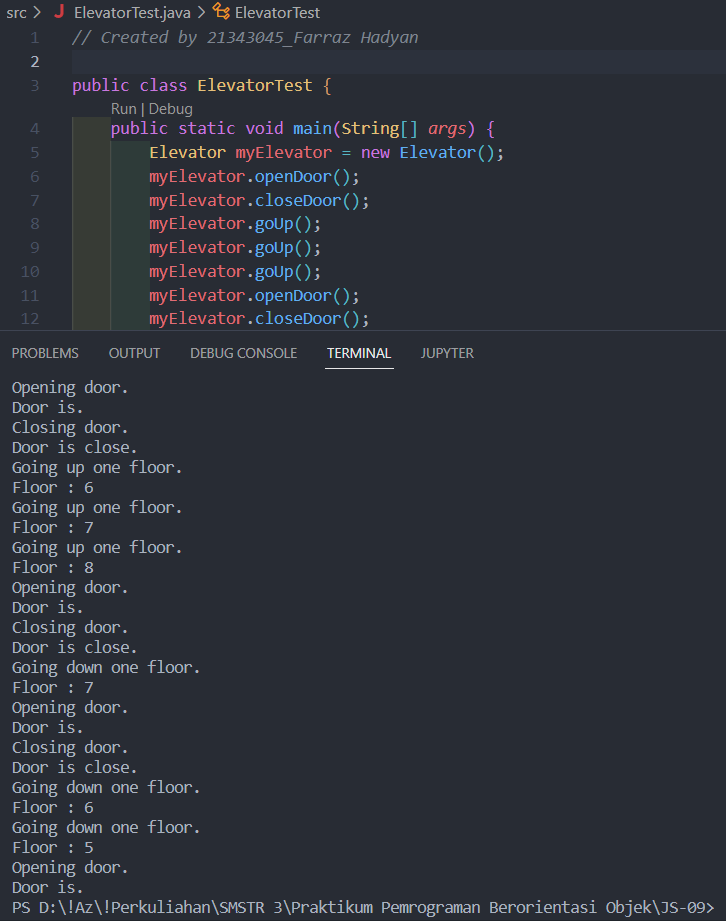 src > ElevatorTest.java > ElevatorTest
1 // Created by 21343045_Farraz Hadyan
2
3 public class ElevatorTest {
Run | Debug
4 public static void main(String[] args) {
5 Elevator myElevator = new Elevator();
6 myElevator.openDoor();
7 myElevator.closeDoor();
8 myElevator.goUp();
9 myElevator.goUp();
10 myElevator.goUp();
11 myElevator.openDoor();
12 myElevator.closeDoor();
PROBLEMS OUTPUT DEBUG CONSOLE TERMINAL JUPYTER
Opening door.
Door is.
Closing door.
Door is close.
Going up one floor.
Floor : 6
Going up one floor.
Floor : 7
Going up one floor.
Floor : 8
Opening door.
Door is.
Closing door.
Door is close.
Going down one floor.
Floor : 7
Opening door.
Door is.
Closing door.
Door is close.
Going down one floor.
Floor : 6
Going down one floor.
Floor : 5
Opening door.
Door is.
PS D:\!Az\!Perkuliahan\SMSTR 3\Praktikum Pemrograman Berorientasi Objek\JS-09>